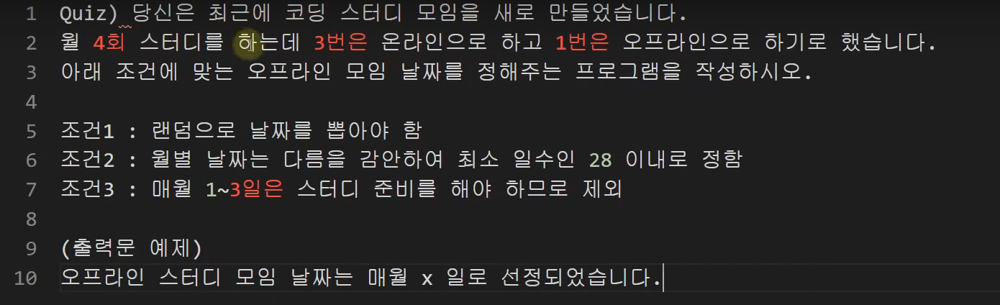 1 Quiz) 당신은 최근에 코딩 스터디 모임을 새로 만들었습니다.
2 월 4회 스터디를 하는데 3번은 온라인으로 하고 1번은 오프라인으로 하기로 했습니다.
3 아래 조건에 맞는 오프라인 모임 날짜를 정해주는 프로그램을 작성하시오.
4
5 조건1 : 랜덤으로 날짜를 뽑아야 함
6 조건2 : 월별 날짜는 다름을 감안하여 최소 일수인 28 이내로 정함
7 조건3 : 매월 1~3일은 스터디 준비를 해야 하므로 제외
8
9 (출력문 예제)
10 오프라인 스터디 모임 날짜는 매월 x 일로 선정되었습니다.